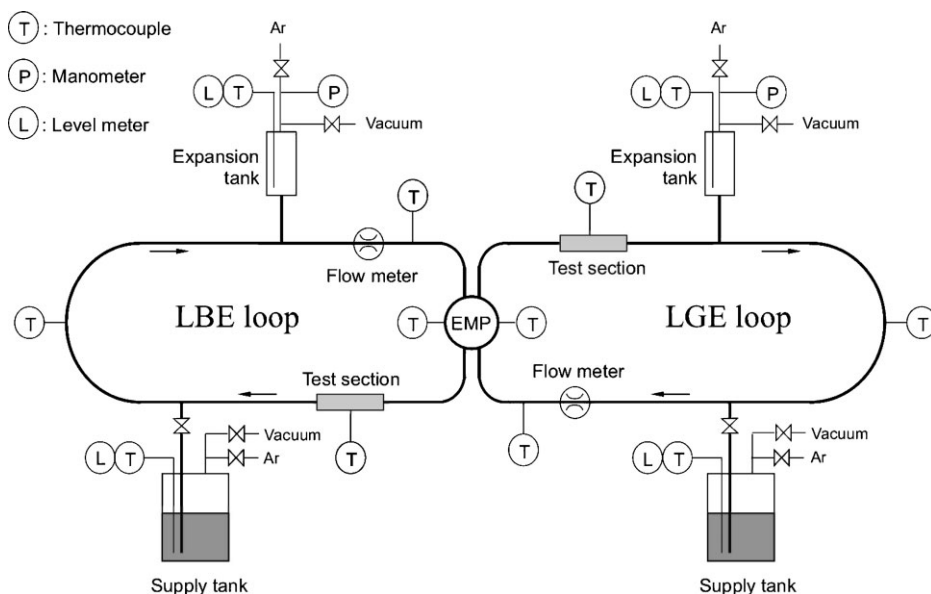 T : Thermocouple
P : Manometer
L : Level meter
Ar
L T P
Vacuum
Expansion
tank
T
Flow meter
Ar
L T P
Vacuum
Expansion
tank
T
Test section
T
LBE loop
T EMP T
LGE loop
T
Test section
T
Flow meter
T
Vacuum
Ar
L T
Supply tank
Vacuum
Ar
L T
Supply tank